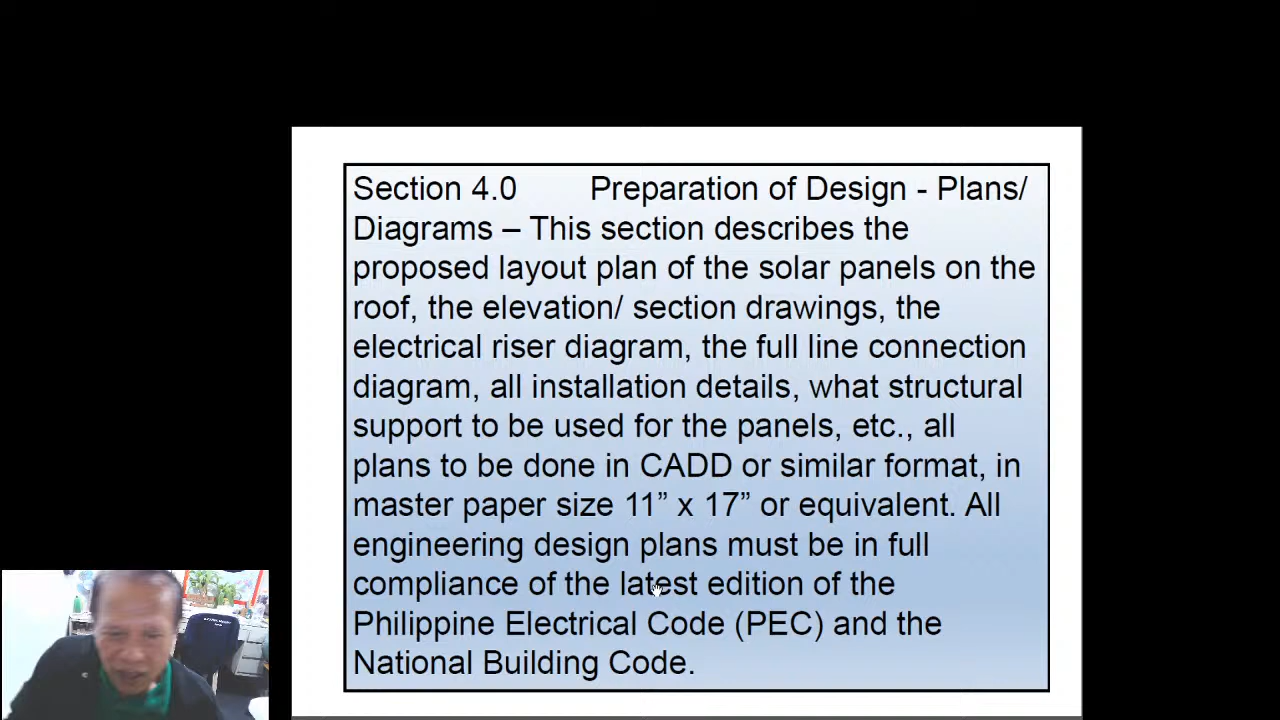 Section 4.0 Preparation of Design - Plans/
Diagrams – This section describes the
proposed layout plan of the solar panels on the
roof, the elevation/ section drawings, the
electrical riser diagram, the full line connection
diagram, all installation details, what structural
support to be used for the panels, etc., all
plans to be done in CADD or similar format, in
master paper size 11” x 17” or equivalent. All
engineering design plans must be in full
compliance of the latest edition of the
Philippine Electrical Code (PEC) and the
National Building Code.